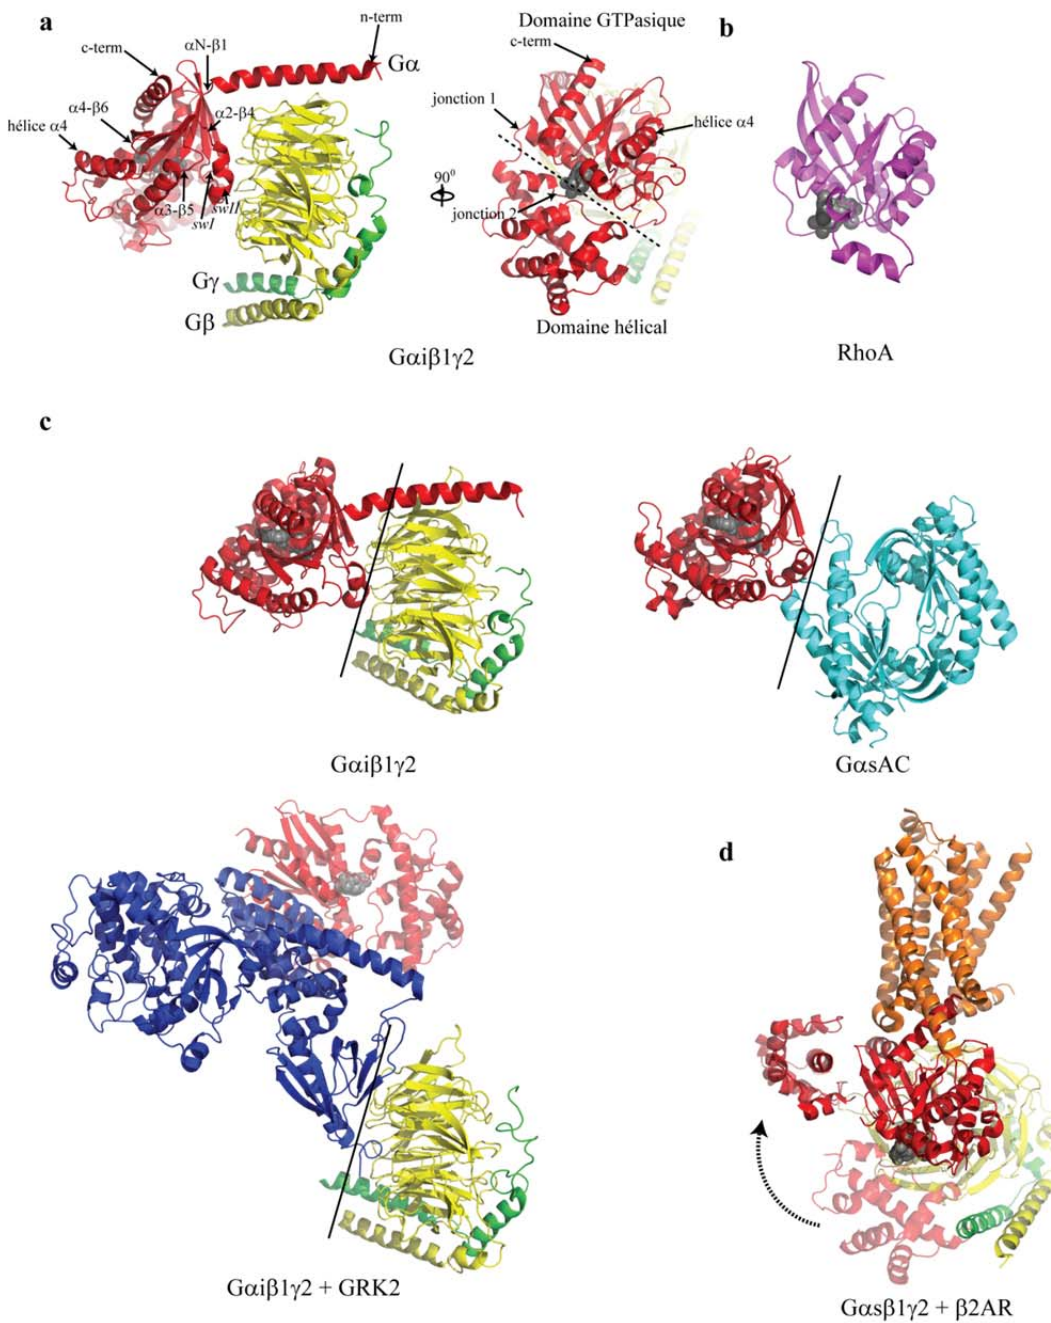 a
n-term
αN-β1
c-term
Gα
α4-β6
α2-β4
hélice α4
α3-β5
swI
swII
Gγ
Gβ
Domaine GTPasique
c-term
jonction 1
hélice α4
90⁰
jonction 2
Domaine hélical
Gαiβ1γ2
b
RhoA
c
Gαiβ1γ2
GαsAC
Gαiβ1γ2 + GRK2
d
Gαsβ1γ2 + β2AR